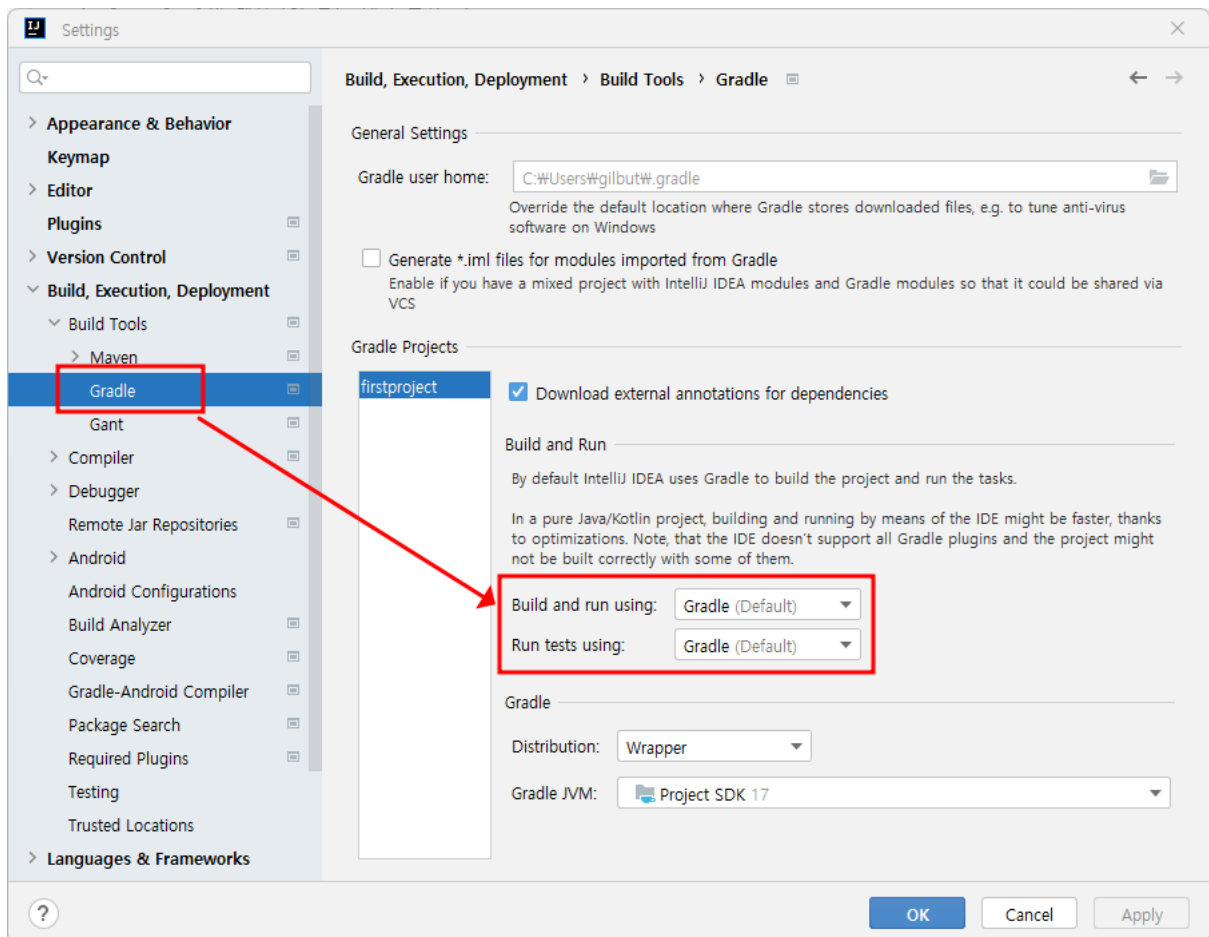 Settings
Build, Execution, Deployment › Build Tools › Gradle
Appearance & Behavior
Keymap
Editor
Plugins
Version Control
Build, Execution, Deployment
Build Tools
Maven
Gradle
Gant
Compiler
Debugger
Remote Jar Repositories
Android
Android Configurations
Build Analyzer
Coverage
Gradle-Android Compiler
Package Search
Required Plugins
Testing
Trusted Locations
Languages & Frameworks
General Settings
Gradle user home: C:₩Users₩gilbut₩.gradle
Override the default location where Gradle stores downloaded files, e.g. to tune anti-virus
software on Windows
Generate *.iml files for modules imported from Gradle
Enable if you have a mixed project with IntelliJ IDEA modules and Gradle modules so that it could be shared via
VCS
Gradle Projects
firstproject
Download external annotations for dependencies
Build and Run
By default IntelliJ IDEA uses Gradle to build the project and run the tasks.
In a pure Java/Kotlin project, building and running by means of the IDE might be faster, thanks
to optimizations. Note, that the IDE doesn't support all Gradle plugins and the project might
not be built correctly with some of them.
Build and run using: Gradle (Default)
Run tests using: Gradle (Default)
Gradle
Distribution: Wrapper
Gradle JVM: Project SDK 17
? OK Cancel Apply